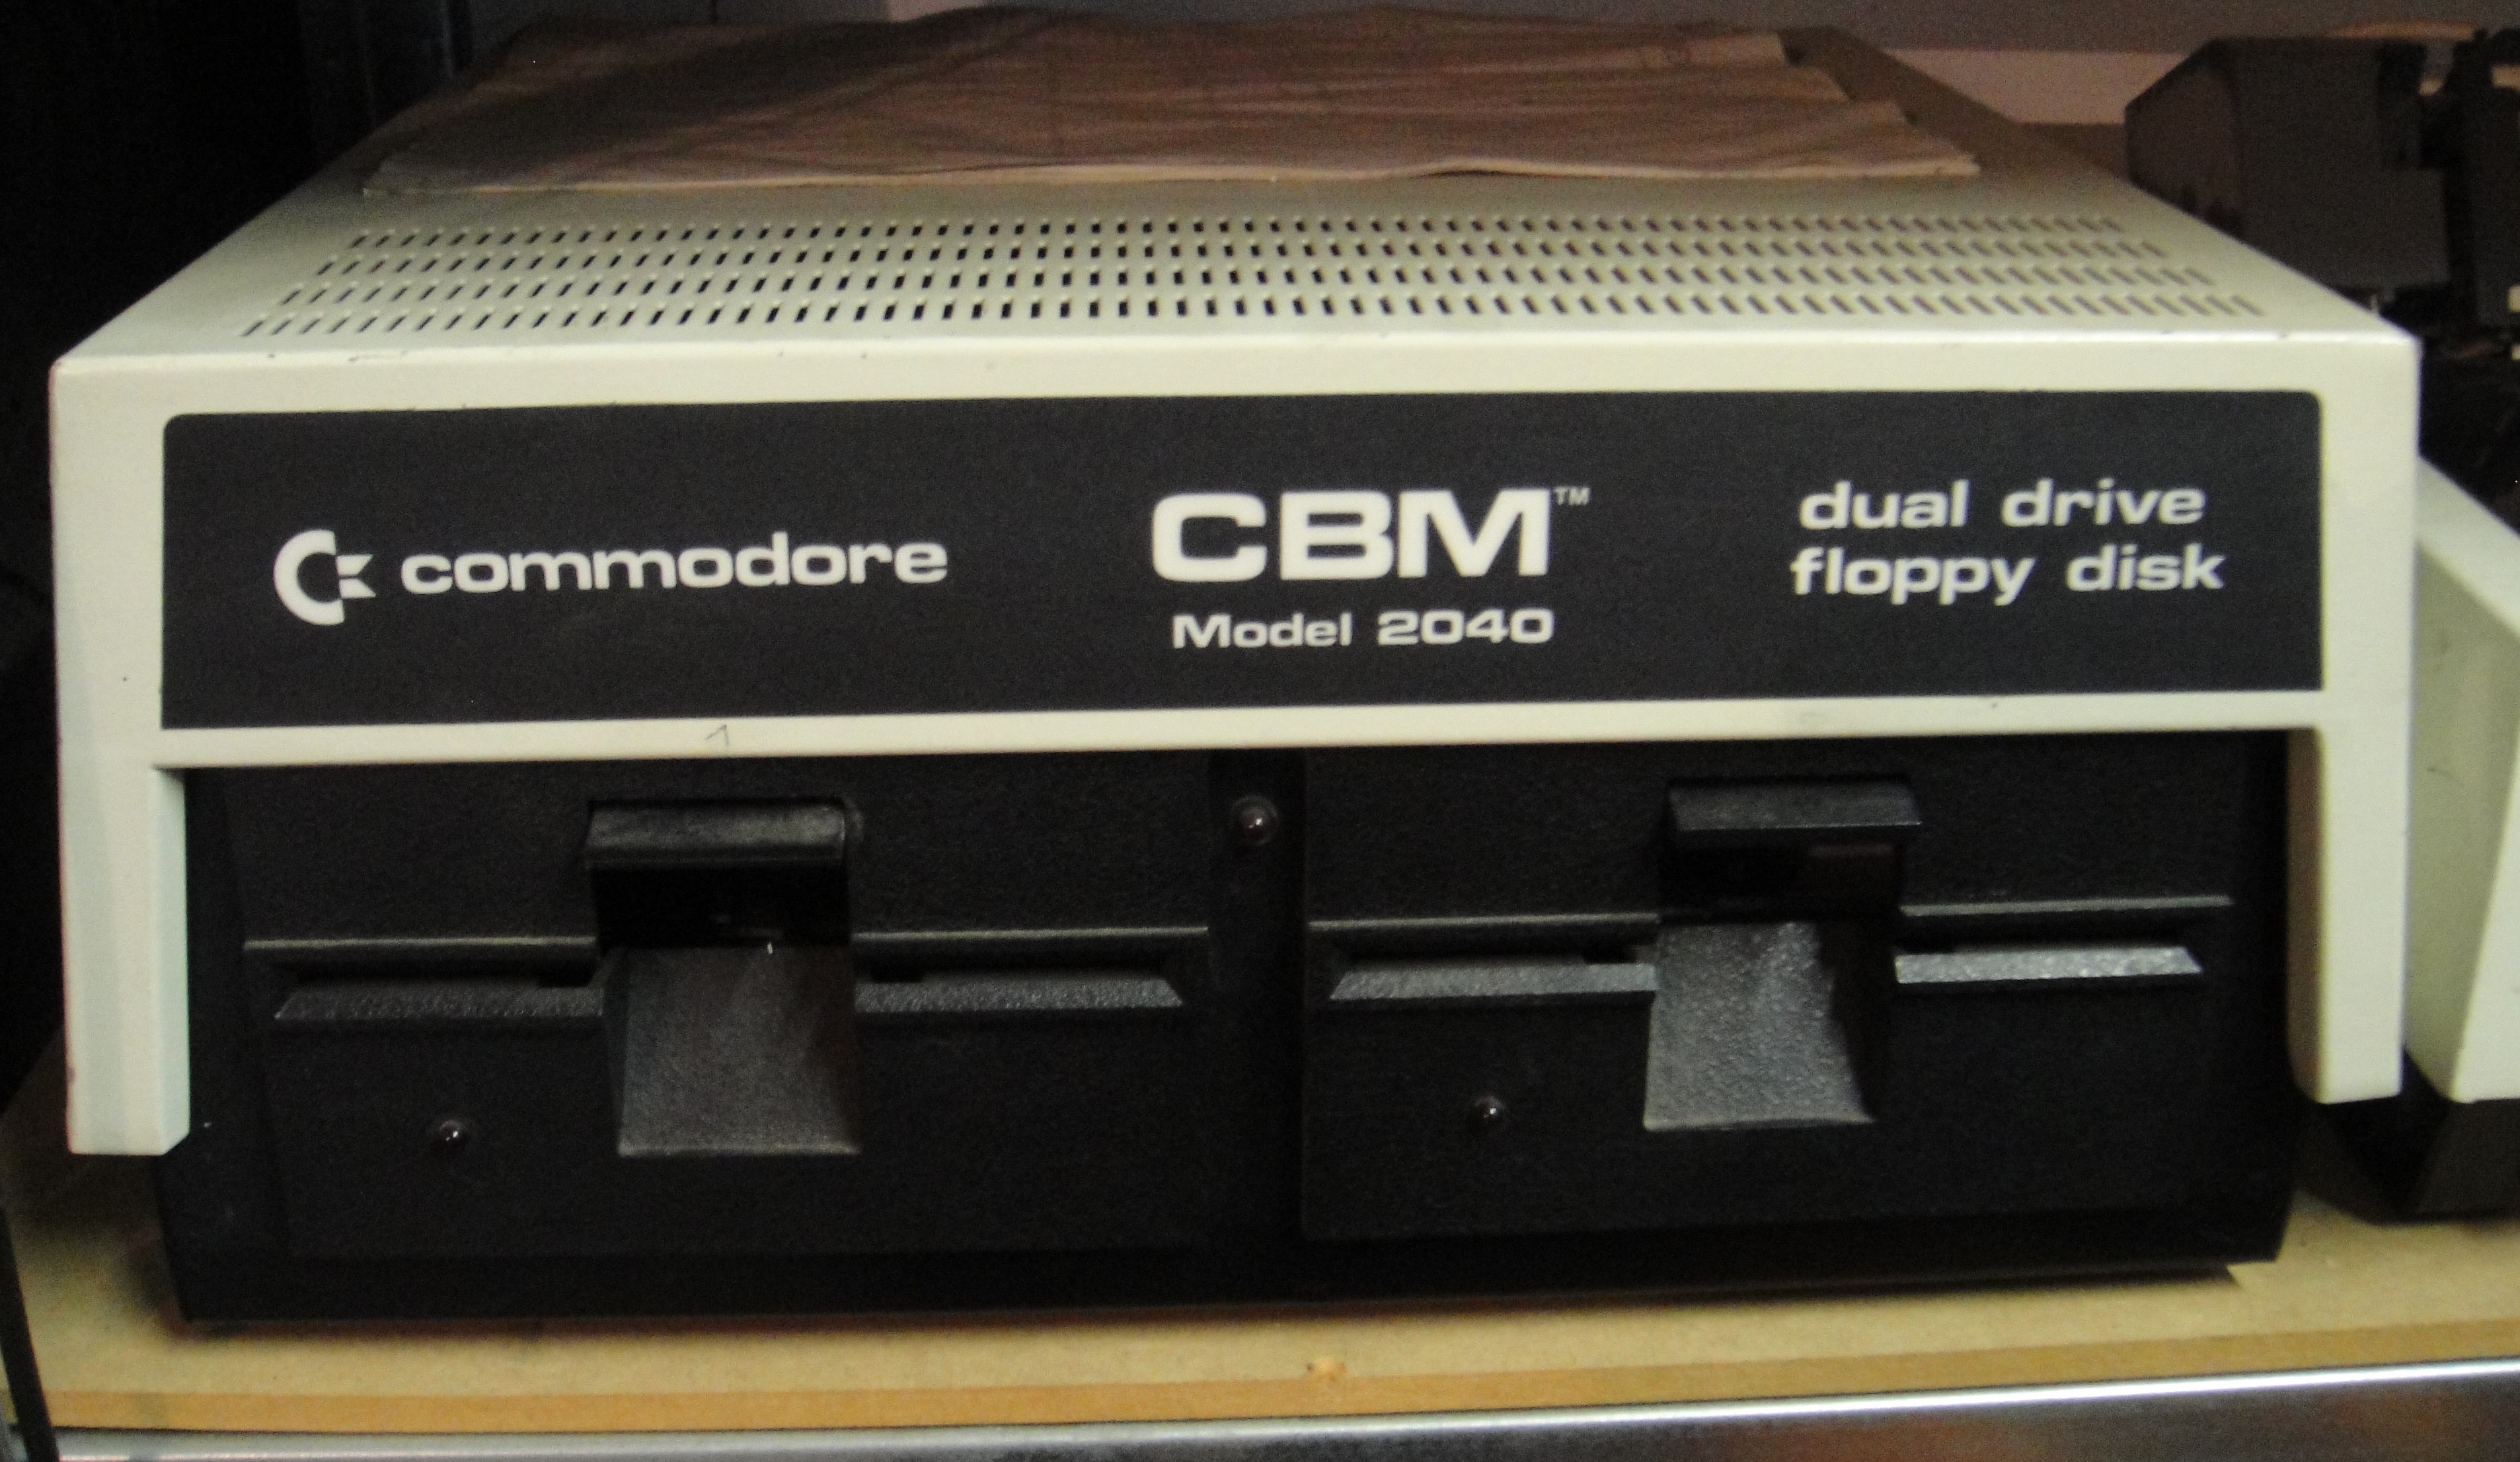 commodore
CBM™
Model 2040
dual drive
floppy disk